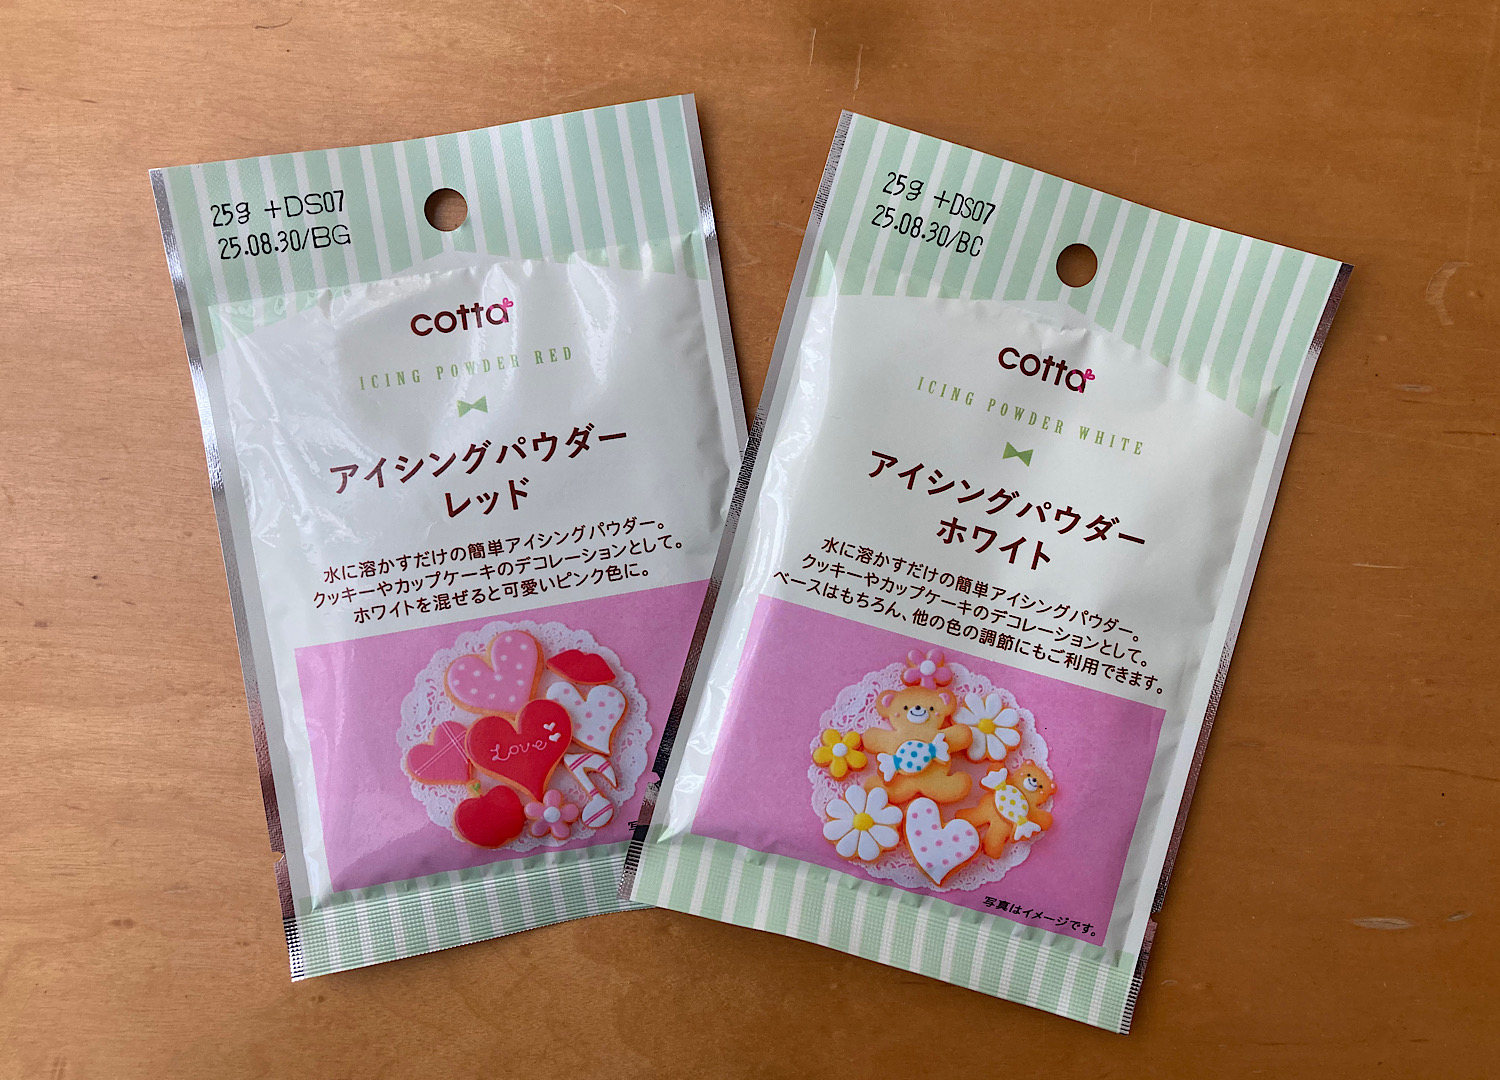 25g +DS07
25.08.30/BG
cotta
ICING POWDER RED
アイシングパウダー
レッド
水に溶かすだけの簡単アイシングパウダー。
クッキーやカップケーキのデコレーションとして。
ホワイトを混ぜると可愛いピンク色に。
Love
写
25g +DS07
25.08.30/BC
cotta
ICING POWDER WHITE
アイシングパウダー
ホワイト
水に溶かすだけの簡単アイシングパウダー。
クッキーやカップケーキのデコレーションとして。
ベースはもちろん、他の色の調節にもご利用できます。
写真はイメージです。